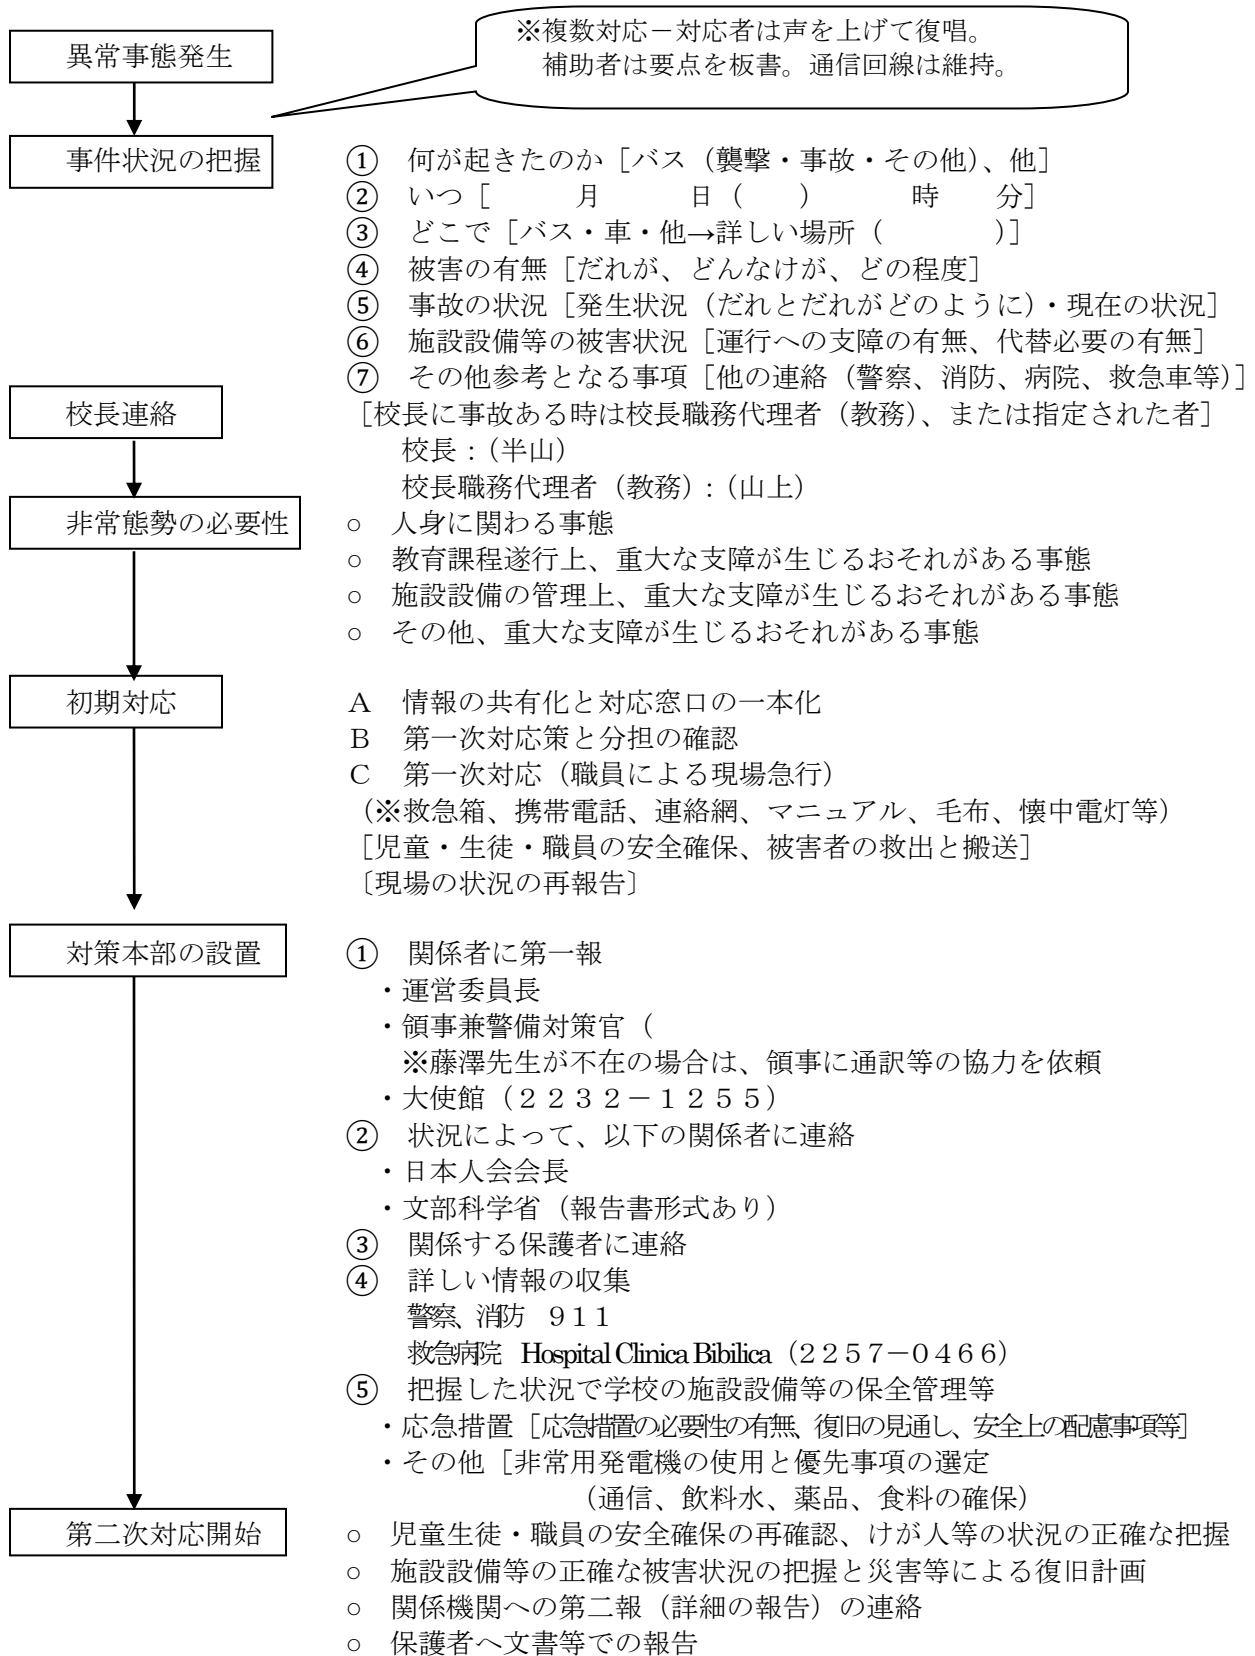 ※複数対応－対応者は声を上げて復唱。
補助者は要点を板書。通信回線は維持。
異常事態発生
事件状況の把握
① 何が起きたのか［バス（襲撃・事故・その他）、他］
② いつ［　　　月　　　日（　　）　　　　時　　分］
③ どこで［バス・車・他→詳しい場所（　　　　）］
④ 被害の有無［だれが、どんなけが、どの程度］
⑤ 事故の状況［発生状況（だれとだれがどのように）・現在の状況］
⑥ 施設設備等の被害状況［運行への支障の有無、代替必要の有無］
⑦ その他参考となる事項［他の連絡（警察、消防、病院、救急車等）］
校長連絡
［校長に事故ある時は校長職務代理者（教務）、または指定された者］
校長：（半山）
校長職務代理者（教務）：（山上）
非常態勢の必要性
○ 人身に関わる事態
○ 教育課程遂行上、重大な支障が生じるおそれがある事態
○ 施設設備の管理上、重大な支障が生じるおそれがある事態
○ その他、重大な支障が生じるおそれがある事態
初期対応
Ａ 情報の共有化と対応窓口の一本化
Ｂ 第一次対応策と分担の確認
Ｃ 第一次対応（職員による現場急行）
（※救急箱、携帯電話、連絡網、マニュアル、毛布、懐中電灯等）
［児童・生徒・職員の安全確保、被害者の救出と搬送］
〔現場の状況の再報告〕
対策本部の設置
① 関係者に第一報
・運営委員長
・領事兼警備対策官（
※藤澤先生が不在の場合は、領事に通訳等の協力を依頼
・大使館（２２３２－１２５５）
② 状況によって、以下の関係者に連絡
・日本人会会長
・文部科学省（報告書形式あり）
③ 関係する保護者に連絡
④ 詳しい情報の収集
警察、消防 ９１１
救急病院 Hospital Clinica Bibilica（２２５７－０４６６）
⑤ 把握した状況で学校の施設設備等の保全管理等
・応急措置［応急措置の必要性の有無、復旧の見通し、安全上の配慮事項等］
・その他［非常用発電機の使用と優先事項の選定
（通信、飲料水、薬品、食料の確保）
第二次対応開始
○ 児童生徒・職員の安全確保の再確認、けが人等の状況の正確な把握
○ 施設設備等の正確な被害状況の把握と災害等による復旧計画
○ 関係機関への第二報（詳細の報告）の連絡
○ 保護者へ文書等での報告